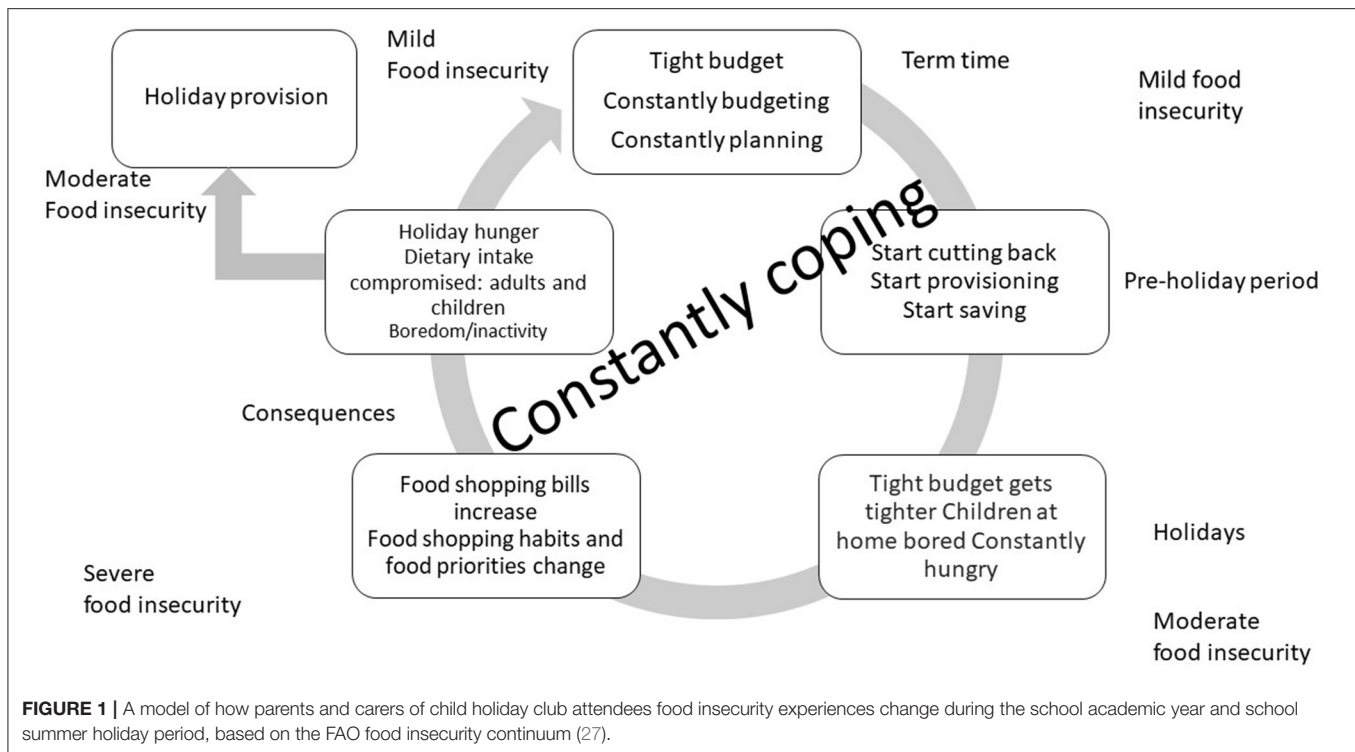 Mild
Food insecurity
Tight budget
Constantly budgeting
Constantly planning
Term time
Mild food
insecurity
Holiday provision
Moderate
Food insecurity
Holiday hunger
Dietary intake
compromised: adults and
children
Boredom/inactivity
Constantly coping
Start cutting back
Start provisioning
Start saving
Pre-holiday period
Consequences
Food shopping bills
increase
Food shopping habits and
food priorities change
Tight budget gets
tighter Children at
home bored Constantly
hungry
Holidays
Severe
food insecurity
Moderate
food insecurity
FIGURE 1 | A model of how parents and carers of child holiday club attendees food insecurity experiences change during the school academic year and school
summer holiday period, based on the FAO food insecurity continuum (27).